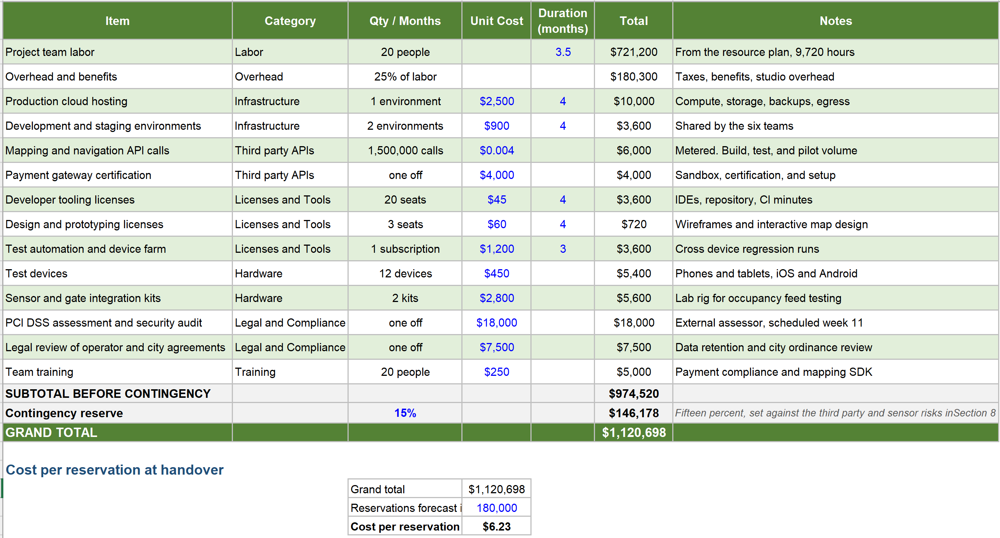 Item Category Qty / Months Unit Cost Duration (months) Total Notes
Project team labor Labor 20 people 3.5 $721,200 From the resource plan, 9,720 hours
Overhead and benefits Overhead 25% of labor $180,300 Taxes, benefits, studio overhead
Production cloud hosting Infrastructure 1 environment $2,500 4 $10,000 Compute, storage, backups, egress
Development and staging environments Infrastructure 2 environments $900 4 $3,600 Shared by the six teams
Mapping and navigation API calls Third party APIs 1,500,000 calls $0.004 $6,000 Metered. Build, test, and pilot volume
Payment gateway certification Third party APIs one off $4,000 $4,000 Sandbox, certification, and setup
Developer tooling licenses Licenses and Tools 20 seats $45 4 $3,600 IDEs, repository, CI minutes
Design and prototyping licenses Licenses and Tools 3 seats $60 4 $720 Wireframes and interactive map design
Test automation and device farm Licenses and Tools 1 subscription $1,200 3 $3,600 Cross device regression runs
Test devices Hardware 12 devices $450 $5,400 Phones and tablets, iOS and Android
Sensor and gate integration kits Hardware 2 kits $2,800 $5,600 Lab rig for occupancy feed testing
PCI DSS assessment and security audit Legal and Compliance one off $18,000 $18,000 External assessor, scheduled week 11
Legal review of operator and city agreements Legal and Compliance one off $7,500 $7,500 Data retention and city ordinance review
Team training Training 20 people $250 $5,000 Payment compliance and mapping SDK
SUBTOTAL BEFORE CONTINGENCY $974,520
Contingency reserve 15% $146,178 Fifteen percent, set against the third party and sensor risks inSection 8
GRAND TOTAL $1,120,698
Cost per reservation at handover
Grand total $1,120,698
Reservations forecast 180,000
Cost per reservation $6.23